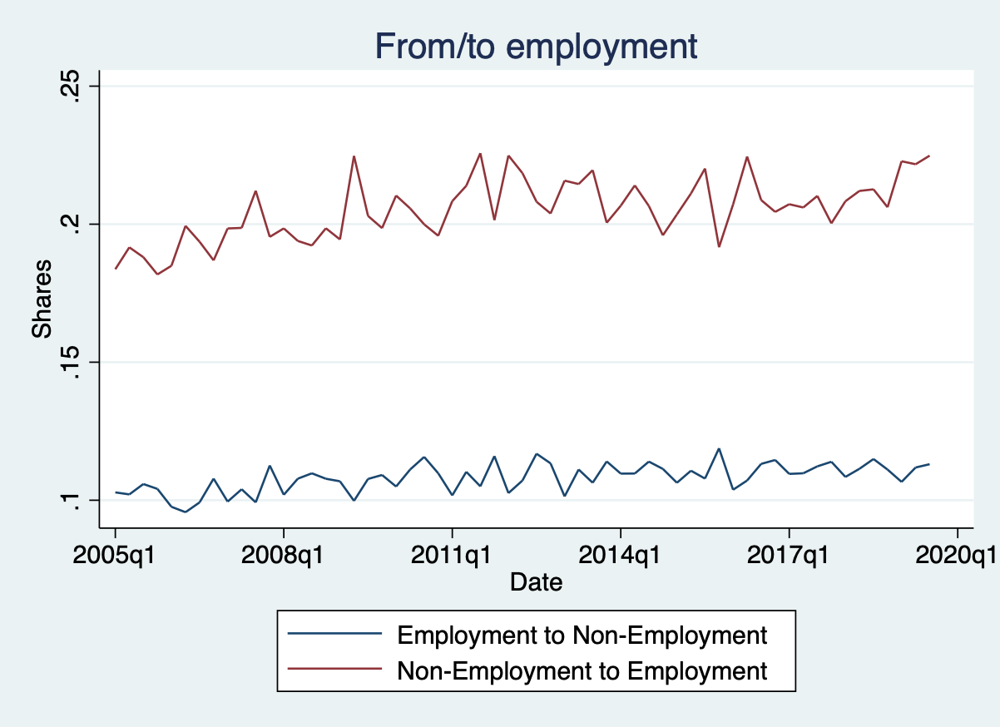 From/to employment
.25
.2
.15
.1
Shares
2005q1 2008q1 2011q1 2014q1 2017q1 2020q1
Date
Employment to Non-Employment
Non-Employment to Employment